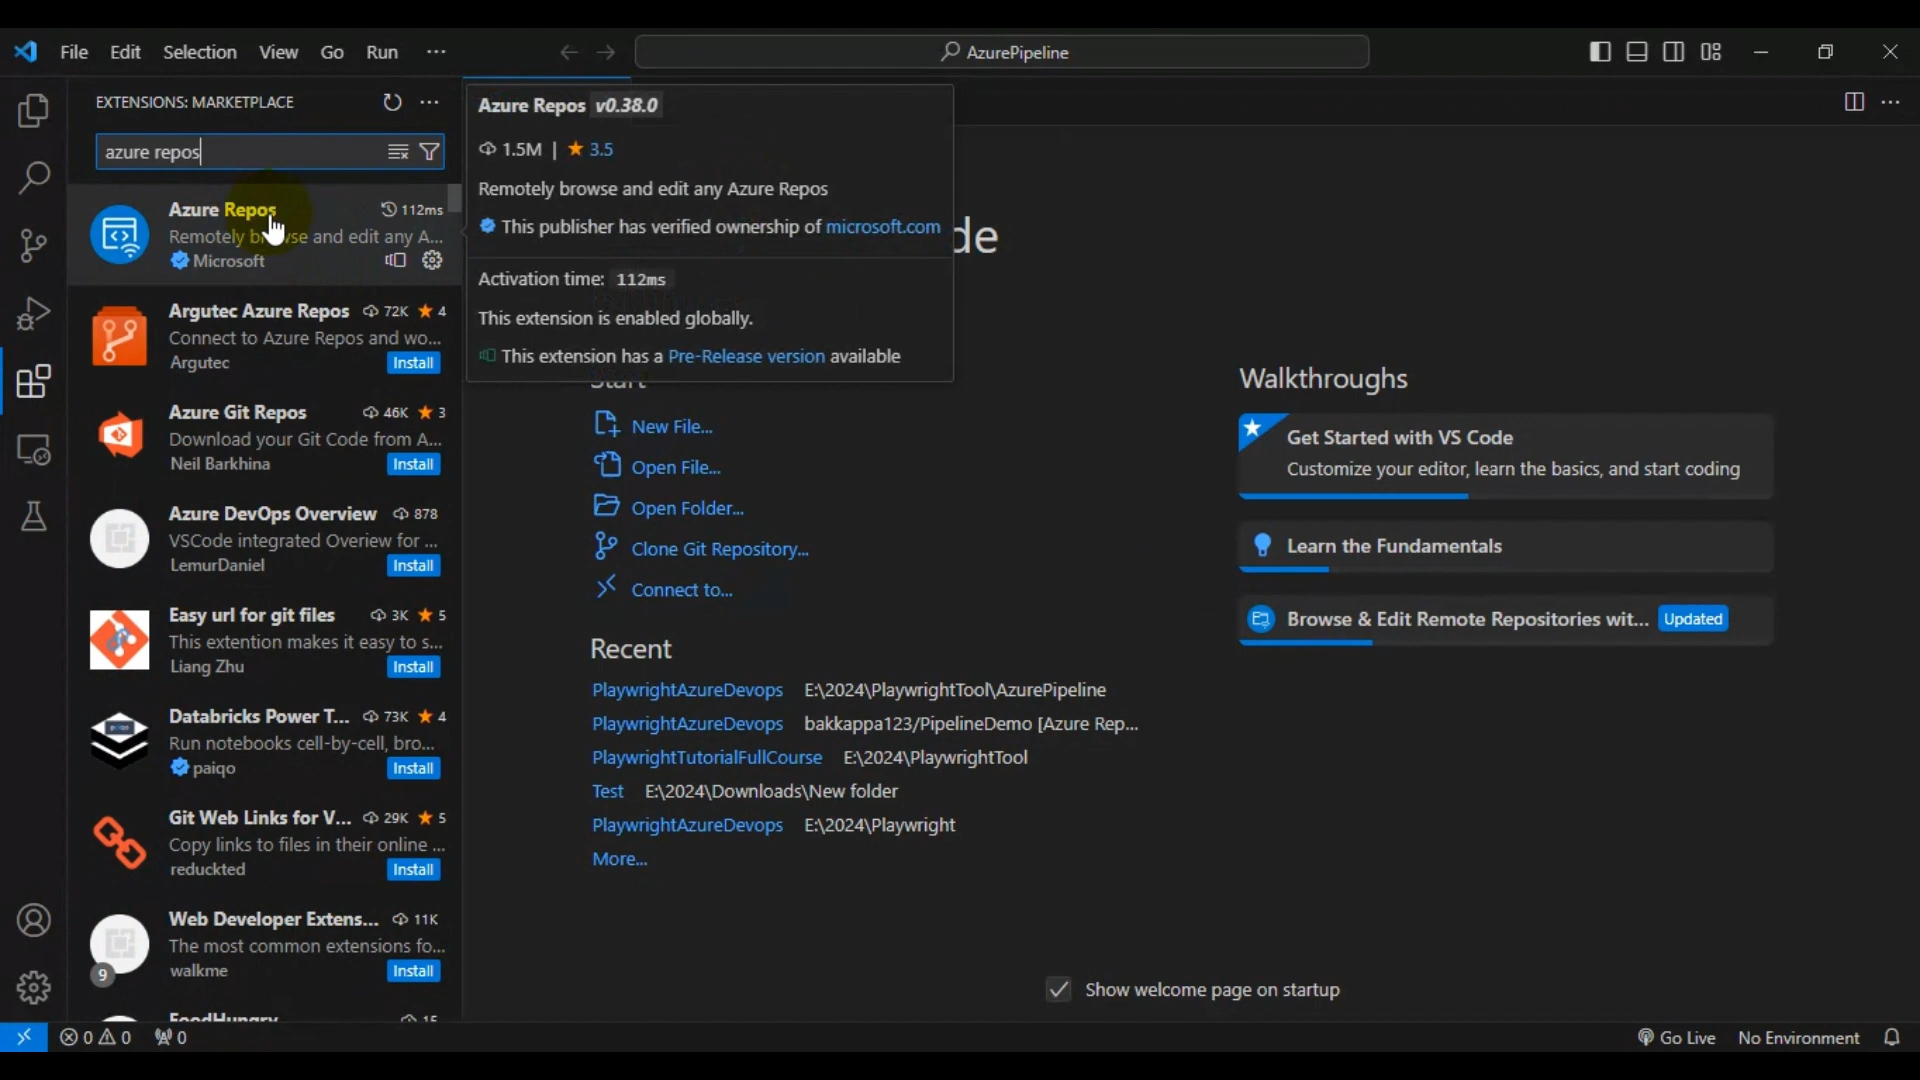 File Edit Selection View Go Run ...
AzurePipeline
EXTENSIONS: MARKETPLACE
azure repos
Azure Repos 112ms
Remotely browse and edit any A...
Microsoft
Argutec Azure Repos 72K 4
Connect to Azure Repos and wo...
Argutec Install
Azure Git Repos 46K 3
Download your Git Code from A...
Neil Barkhina Install
Azure DevOps Overview 878
VSCode integrated Overiew for ...
LemurDaniel Install
Easy url for git files 3K 5
This extention makes it easy to s...
Liang Zhu Install
Databricks Power T... 73K 4
Run notebooks cell-by-cell, bro...
paiqo Install
Git Web Links for V... 29K 5
Copy links to files in their online ...
reduckted Install
Web Developer Extens... 11K
The most common extensions fo...
9 walkme Install
FoodHungry 15
Azure Repos v0.38.0
1.5M | 3.5
Remotely browse and edit any Azure Repos
This publisher has verified ownership of microsoft.com
Activation time: 112ms
This extension is enabled globally.
This extension has a Pre-Release version available
de
Start
New File...
Open File...
Open Folder...
Clone Git Repository...
Connect to...
Recent
PlaywrightAzureDevops E:\2024\PlaywrightTool\AzurePipeline
PlaywrightAzureDevops bakkappa123/PipelineDemo [Azure Rep...
PlaywrightTutorialFullCourse E:\2024\PlaywrightTool
Test E:\2024\Downloads\New folder
PlaywrightAzureDevops E:\2024\Playwright
More...
Walkthroughs
Get Started with VS Code
Customize your editor, learn the basics, and start coding
Learn the Fundamentals
Browse & Edit Remote Repositories wit... Updated
Show welcome page on startup
0 0 0
Go Live No Environment